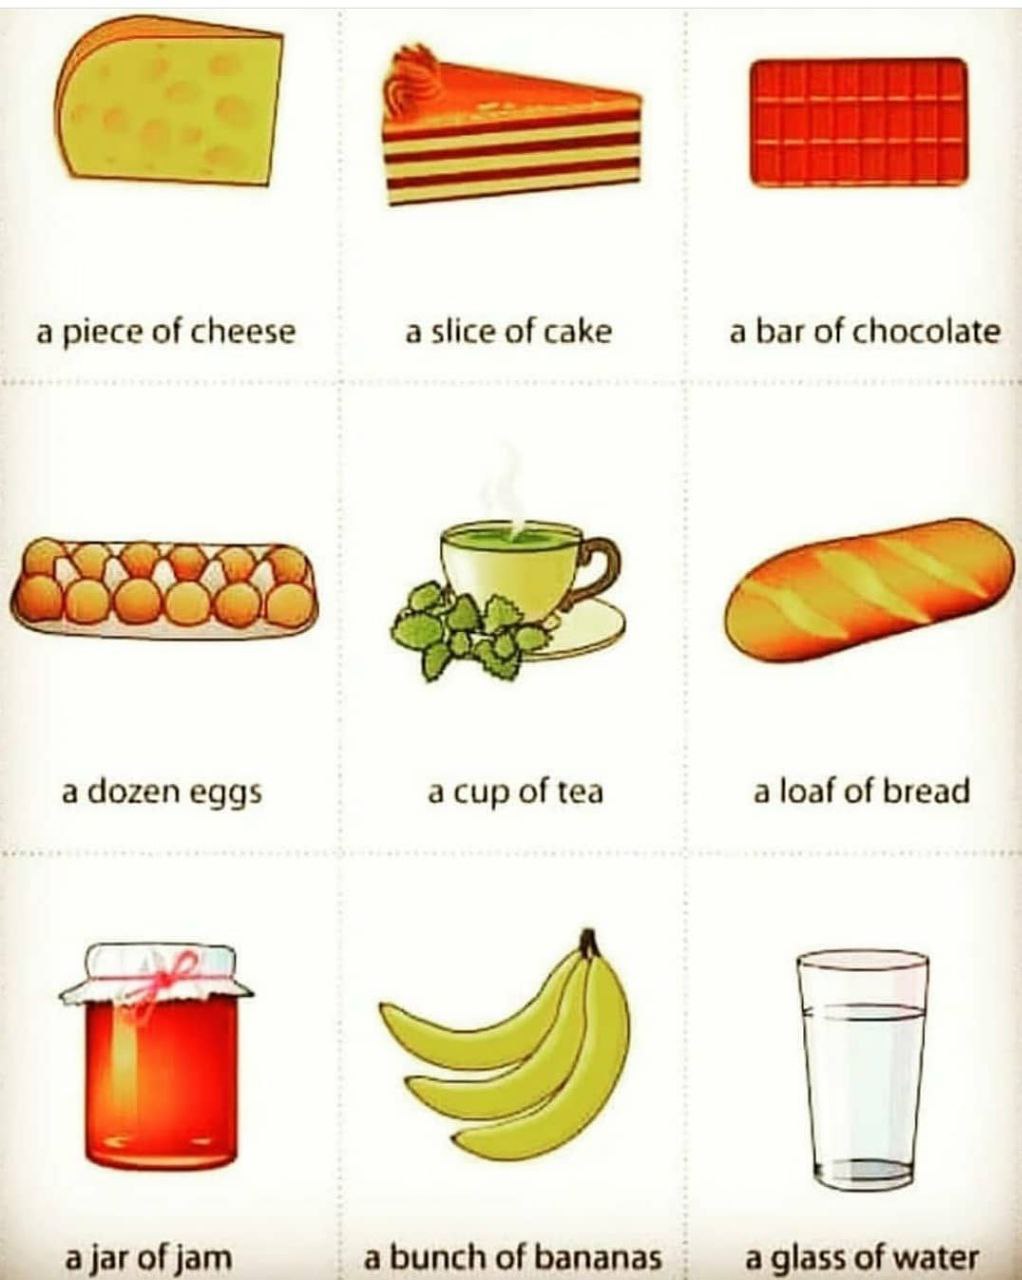 a piece of cheese
a slice of cake
a bar of chocolate
a dozen eggs
a cup of tea
a loaf of bread
a jar of jam
a bunch of bananas
a glass of water